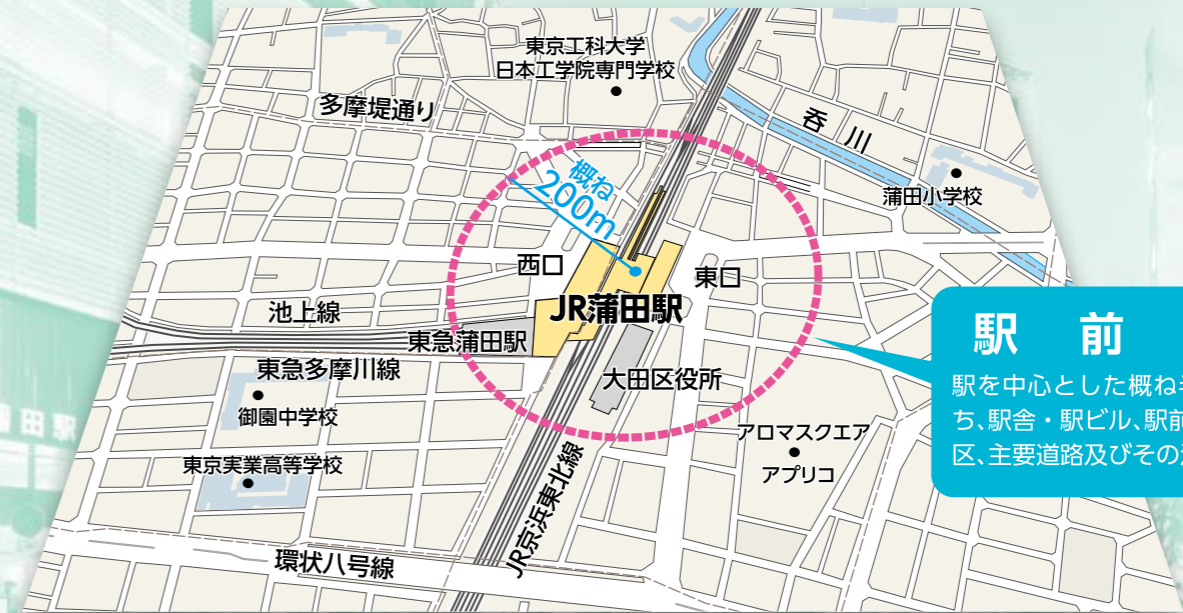 東京工科大学
日本工学院専門学校
多摩堤通り
呑川
蒲田小学校
概ね
200m
西口
東口
JR蒲田駅
池上線
東急蒲田駅
東急多摩川線
大田区役所
御園中学校
東京実業高等学校
アロマスクエア
アプリコ
JR京浜東北線
環状八号線
駅前
駅を中心とした概ね
ち、駅舎・駅ビル、駅前
区、主要道路及びその
蒲田駅